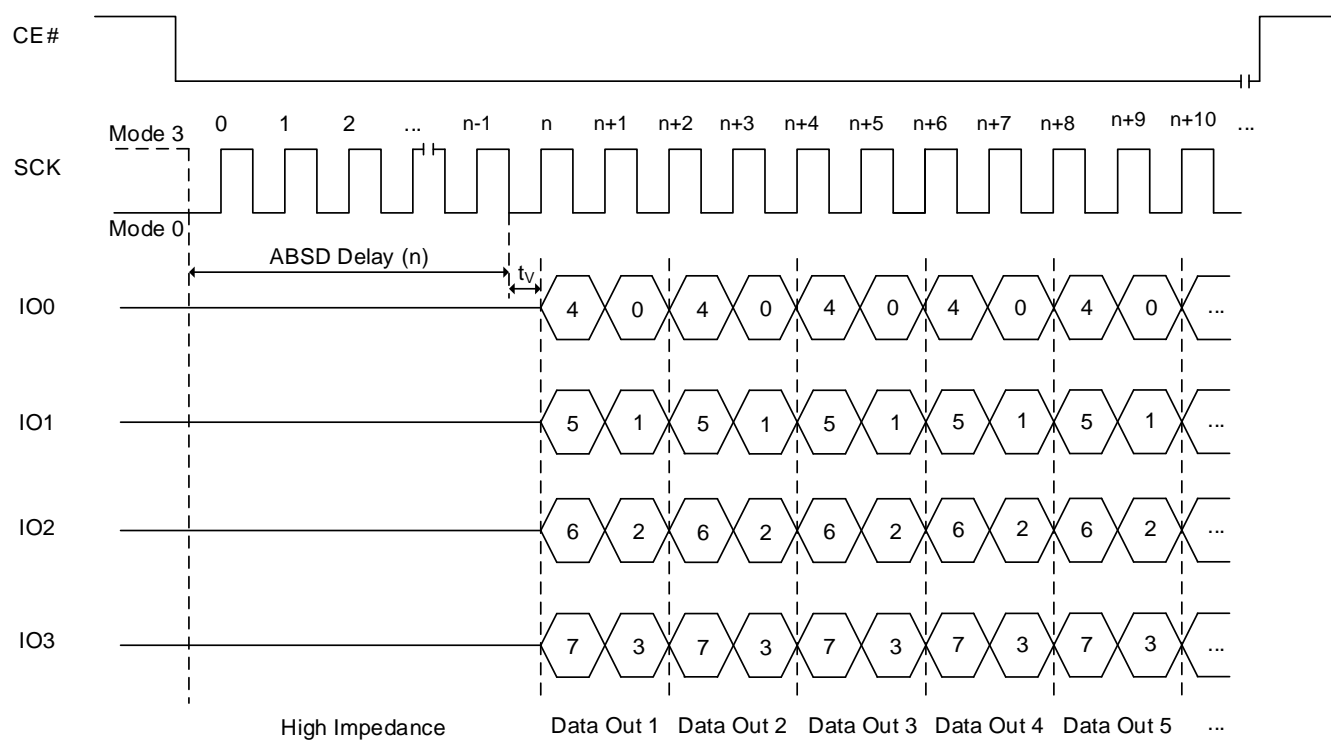 CE#
0 1 2 ... n-1 n n+1 n+2 n+3 n+4 n+5 n+6 n+7 n+8 n+9 n+10 ...
Mode 3
SCK
Mode 0
ABSD Delay (n)
tV
IO0 4 0 4 0 4 0 4 0 4 0 ...
IO1 5 1 5 1 5 1 5 1 5 1 ...
IO2 6 2 6 2 6 2 6 2 6 2 ...
IO3 7 3 7 3 7 3 7 3 7 3 ...
High Impedance Data Out 1 Data Out 2 Data Out 3 Data Out 4 Data Out 5 ...